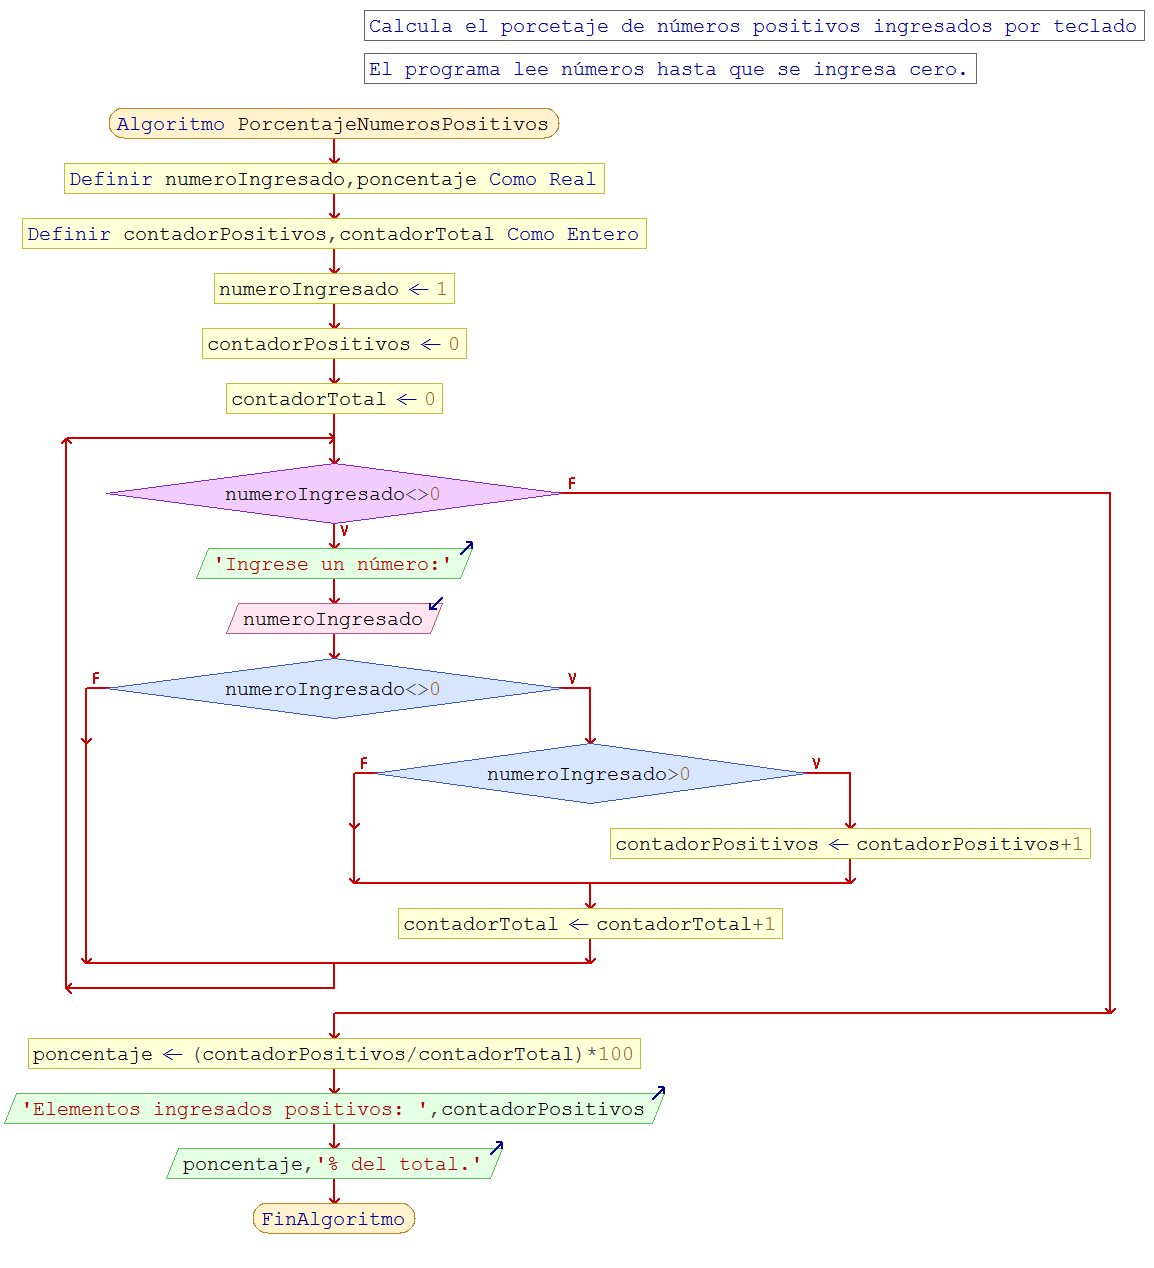 Calcula el porcetaje de números positivos ingresados por teclado
El programa lee números hasta que se ingresa cero.
Algoritmo PorcentajeNumerosPositivos
Definir numeroIngresado,poncentaje Como Real
Definir contadorPositivos,contadorTotal Como Entero
numeroIngresado ← 1
contadorPositivos ← 0
contadorTotal ← 0
numeroIngresado<>0
F
V
'Ingrese un número:'
numeroIngresado
F
numeroIngresado<>0
V
F
numeroIngresado>0
V
contadorPositivos ← contadorPositivos+1
contadorTotal ← contadorTotal+1
poncentaje ← (contadorPositivos/contadorTotal)*100
'Elementos ingresados positivos: ',contadorPositivos
poncentaje,'% del total.'
FinAlgoritmo